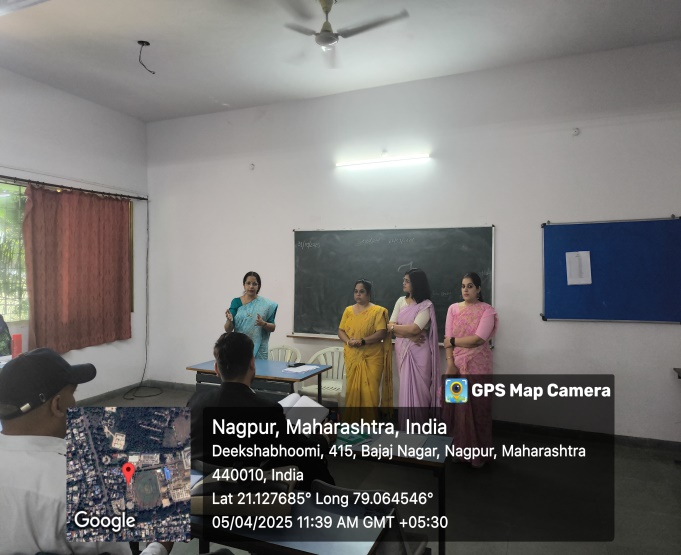 GPS Map Camera
Nagpur, Maharashtra, India
Deekshabhoomi, 415, Bajaj Nagar, Nagpur, Maharashtra
440010, India
Lat 21.127685° Long 79.064546°
05/04/2025 11:39 AM GMT +05:30
Google